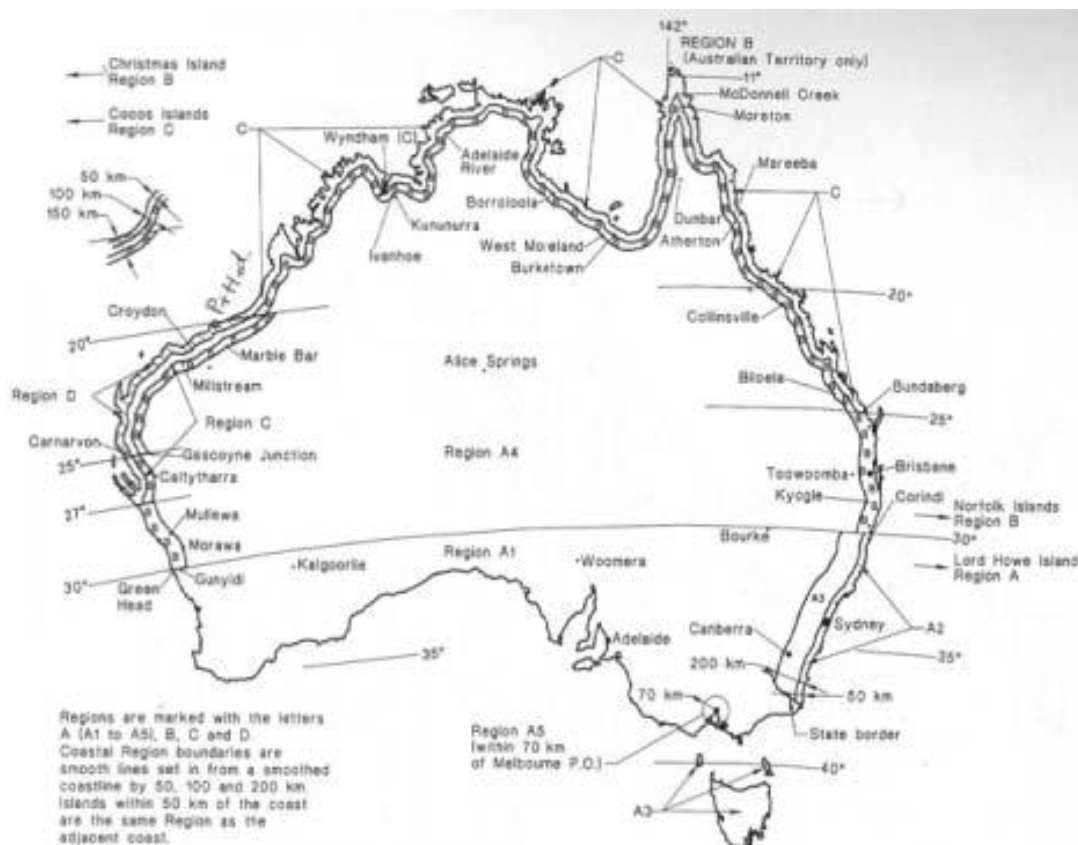 142°
REGION B
(Australian Territory only)
11°
McDonnell Creek
Moreton
Christmas Island
Region B
Cocos Islands
Region C
C
C
Wyndham (C)
Adelaide
River
Mareeba
50 km
100 km
150 km
C
Borroloola
Dunbar
Kununurra
Atherton
West Moreland
Ivanhoe
Burketown
Pt Hed
20°
Croydon
Collinsville
20°
Marble Bar
Alice Springs
Millstream
Biloela
Bundaberg
Region D
25°
Region C
Carnarvon
25°
Gascoyne Junction
Region A4
Callytharra
Toowoomba
Brisbane
Kyogle
Corindi
27°
Mullewa
Norfolk Islands
Region B
Morawa
Bourke
30°
Region A1
Woomera
Kalgoorlie
Lord Howe Island
Region A
30°
Green
Head
Gunyidi
A3
Sydney
A2
Canberra
Adelaide
35°
35°
200 km
70 km
50 km
Regions are marked with the letters
A (A1 to A5), B, C and D.
Coastal Region boundaries are
smooth lines set in from a smoothed
coastline by 50, 100 and 200 km.
Islands within 50 km of the coast
are the same Region as the
adjacent coast.
Region A5
(within 70 km
of Melbourne P.O.)
State border
40°
A3